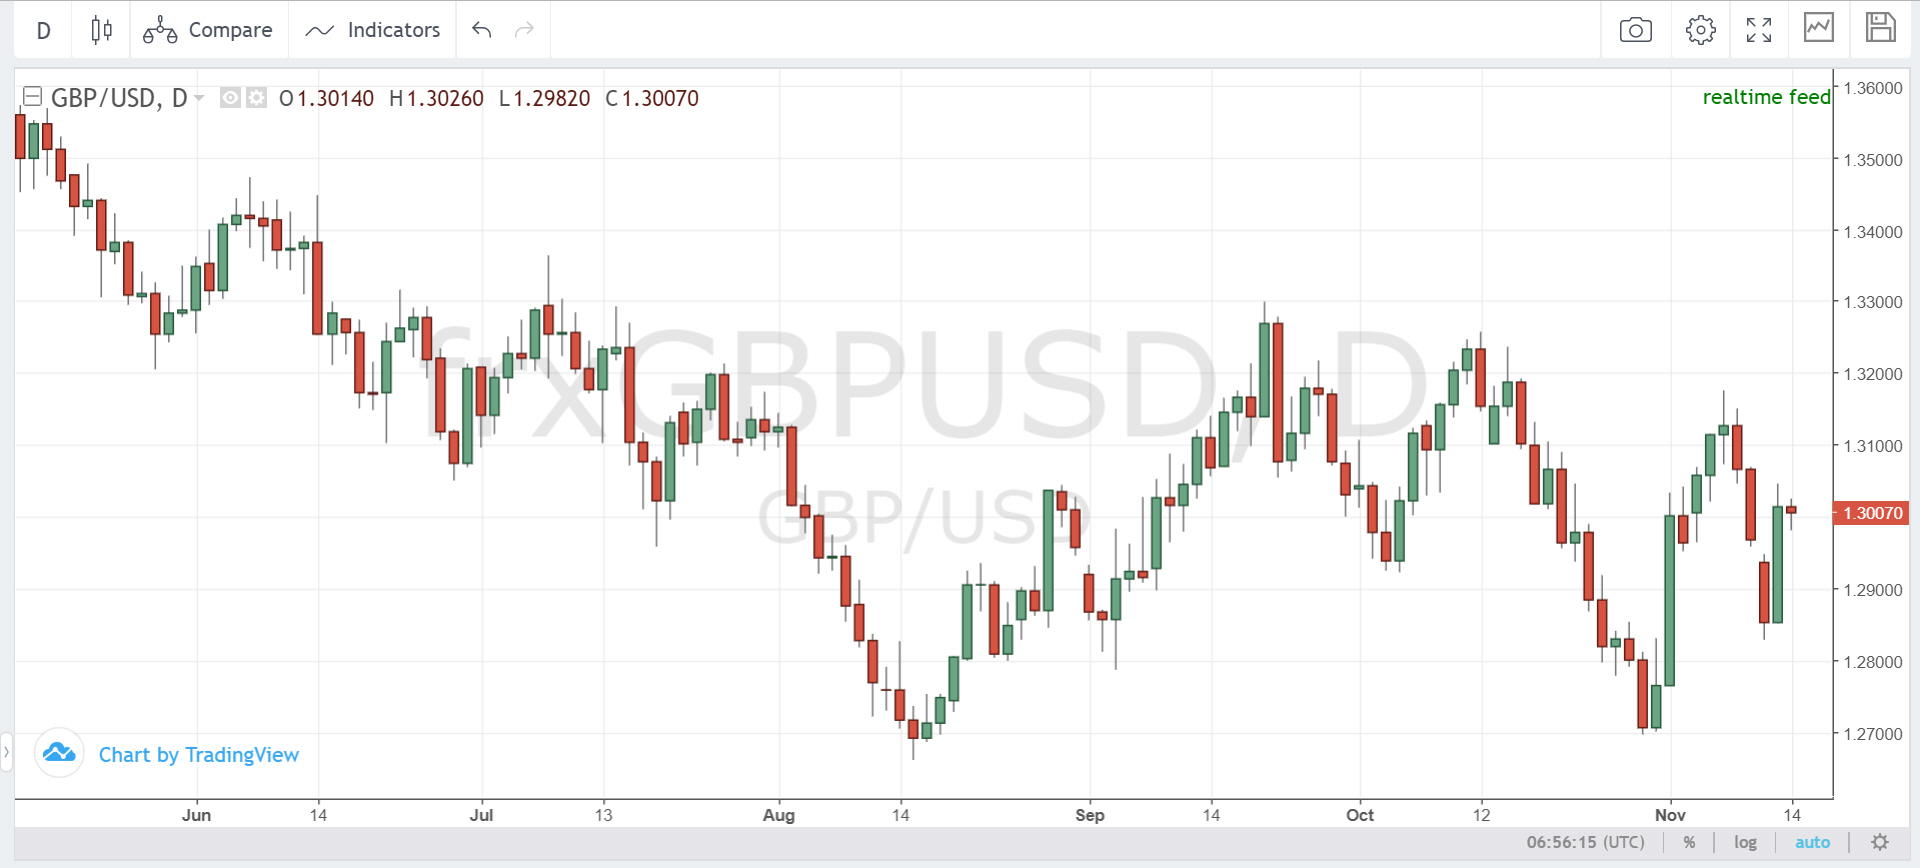 D Compare Indicators
GBP/USD, D O1.30140 H1.30260 L1.29820 C1.30070
realtime feed
1.36000
1.35000
1.34000
1.33000
1.32000
1.31000
1.30070
1.29000
1.28000
1.27000
frxGBPUSD, D
GBP/USD
Chart by TradingView
Jun 14 Jul 13 Aug 14 Sep 14 Oct 12 Nov 14
06:56:15 (UTC) % log auto